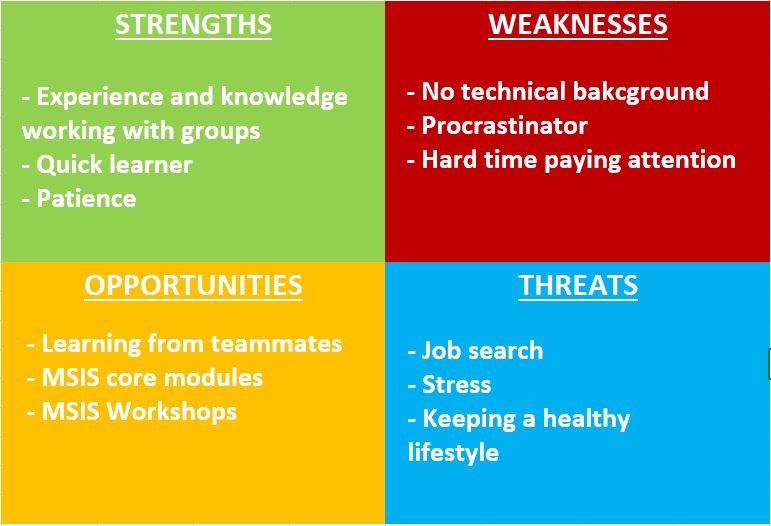 STRENGTHS
- Experience and knowledge
working with groups
- Quick learner
- Patience
WEAKNESSES
- No technical bakcground
- Procrastinator
- Hard time paying attention
OPPORTUNITIES
- Learning from teammates
- MSIS core modules
- MSIS Workshops
THREATS
- Job search
- Stress
- Keeping a healthy
lifestyle